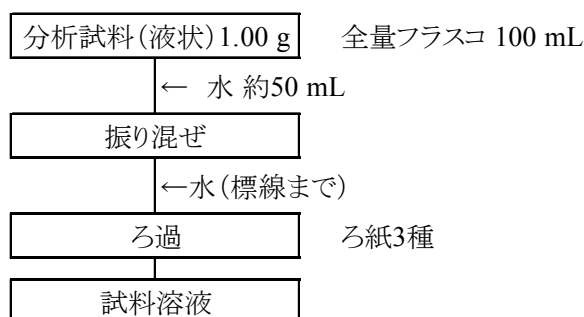 分析試料（液状）1.00 g 全量フラスコ 100 mL
← 水 約50 mL
振り混ぜ
←水（標線まで）
ろ過 ろ紙3種
試料溶液